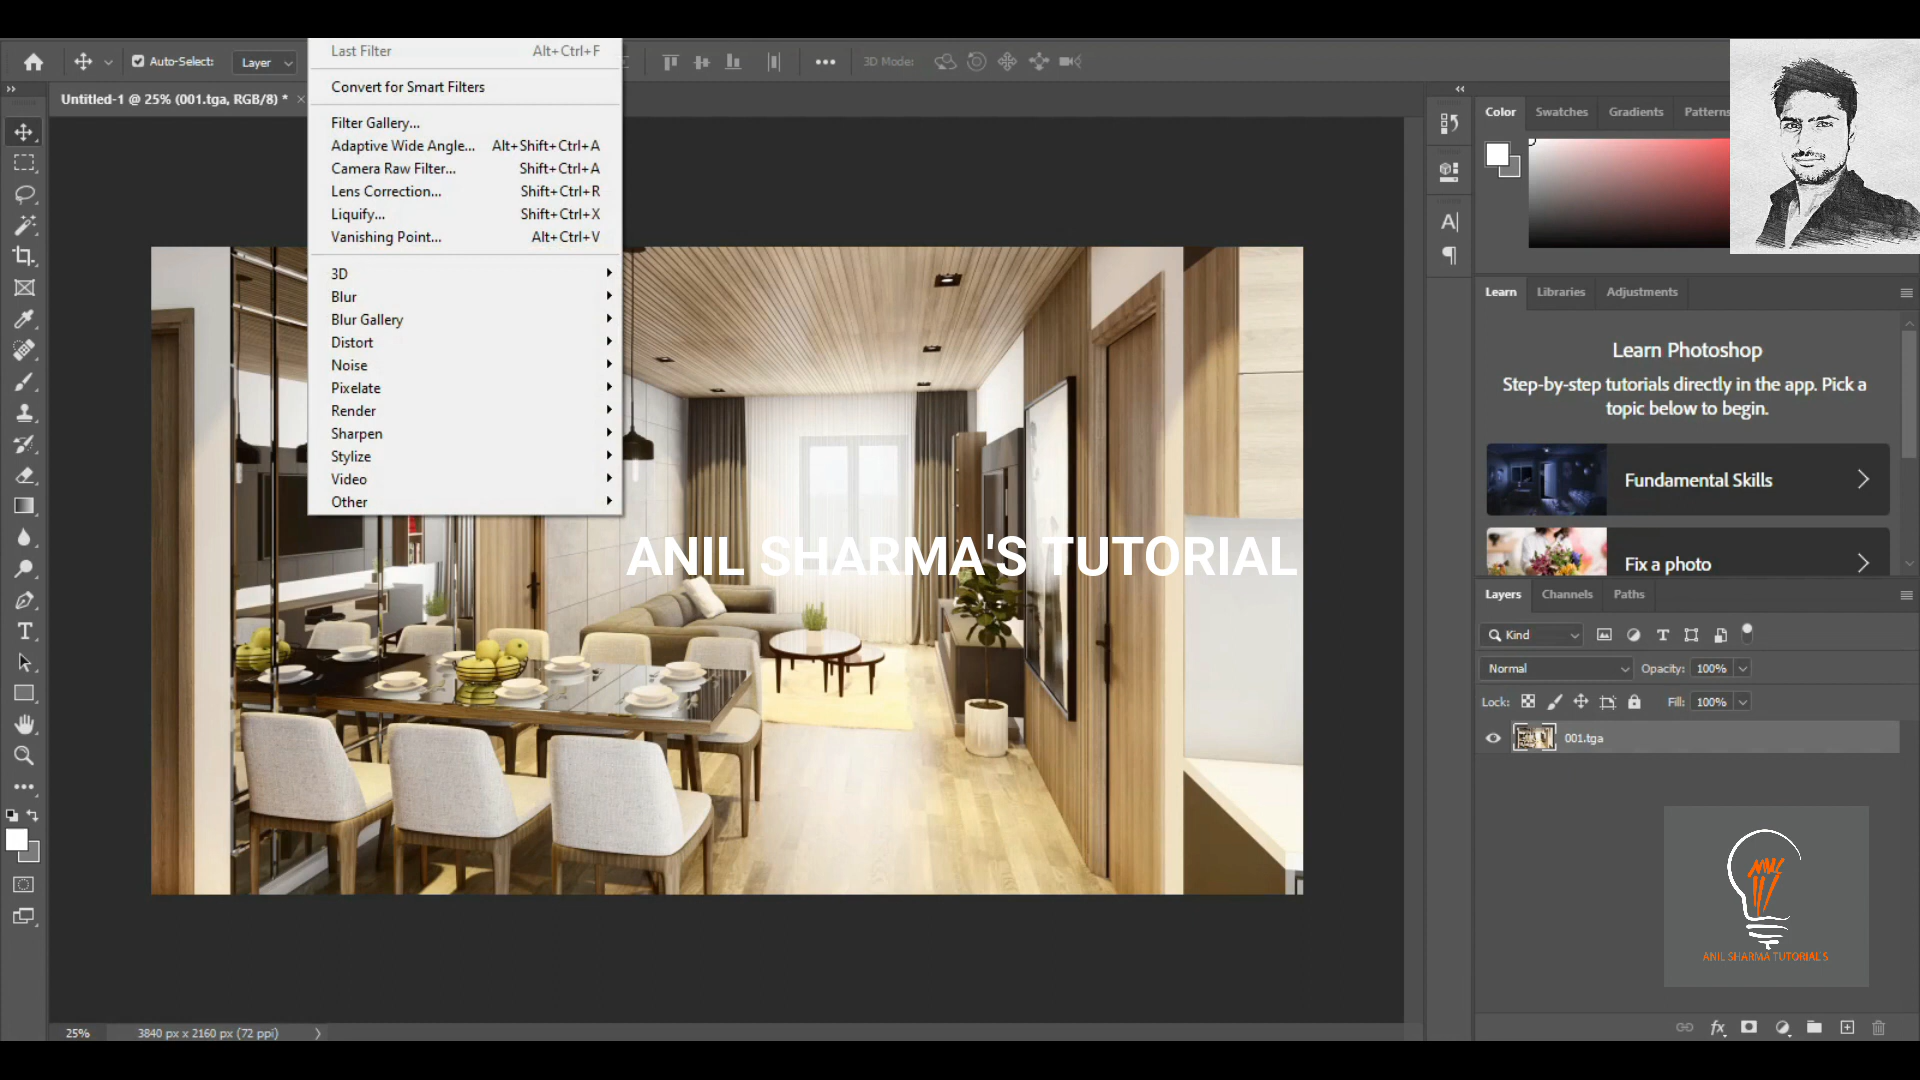 Auto-Select: Layer
3D Mode:
Last Filter Alt+Ctrl+F
Convert for Smart Filters
Filter Gallery...
Adaptive Wide Angle... Alt+Shift+Ctrl+A
Camera Raw Filter... Shift+Ctrl+A
Lens Correction... Shift+Ctrl+R
Liquify... Shift+Ctrl+X
Vanishing Point... Alt+Ctrl+V
3D
Blur
Blur Gallery
Distort
Noise
Pixelate
Render
Sharpen
Stylize
Video
Other
Untitled-1 @ 25% (001.tga, RGB/8) *
ANIL SHARMA'S TUTORIAL
Color Swatches Gradients Patterns
Learn Libraries Adjustments
Learn Photoshop
Step-by-step tutorials directly in the app. Pick a
topic below to begin.
Fundamental Skills
Fix a photo
Layers Channels Paths
Kind
Normal Opacity: 100%
Lock: Fill: 100%
001.tga
ANIL SHARMA TUTORIAL'S
fx
25% 3840 px x 2160 px (72 ppi)